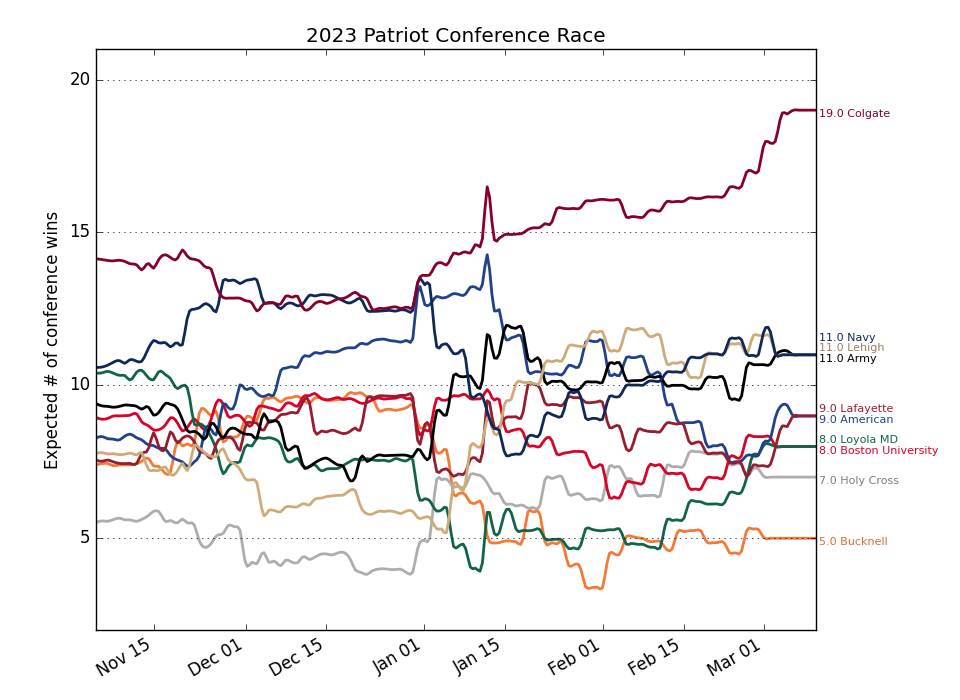 2023 Patriot Conference Race
Expected # of conference wins
20
15
10
5
19.0 Colgate
11.0 Navy
11.0 Lehigh
11.0 Army
9.0 Lafayette
9.0 American
8.0 Loyola MD
8.0 Boston University
7.0 Holy Cross
5.0 Bucknell
Nov 15
Dec 01
Dec 15
Jan 01
Jan 15
Feb 01
Feb 15
Mar 01